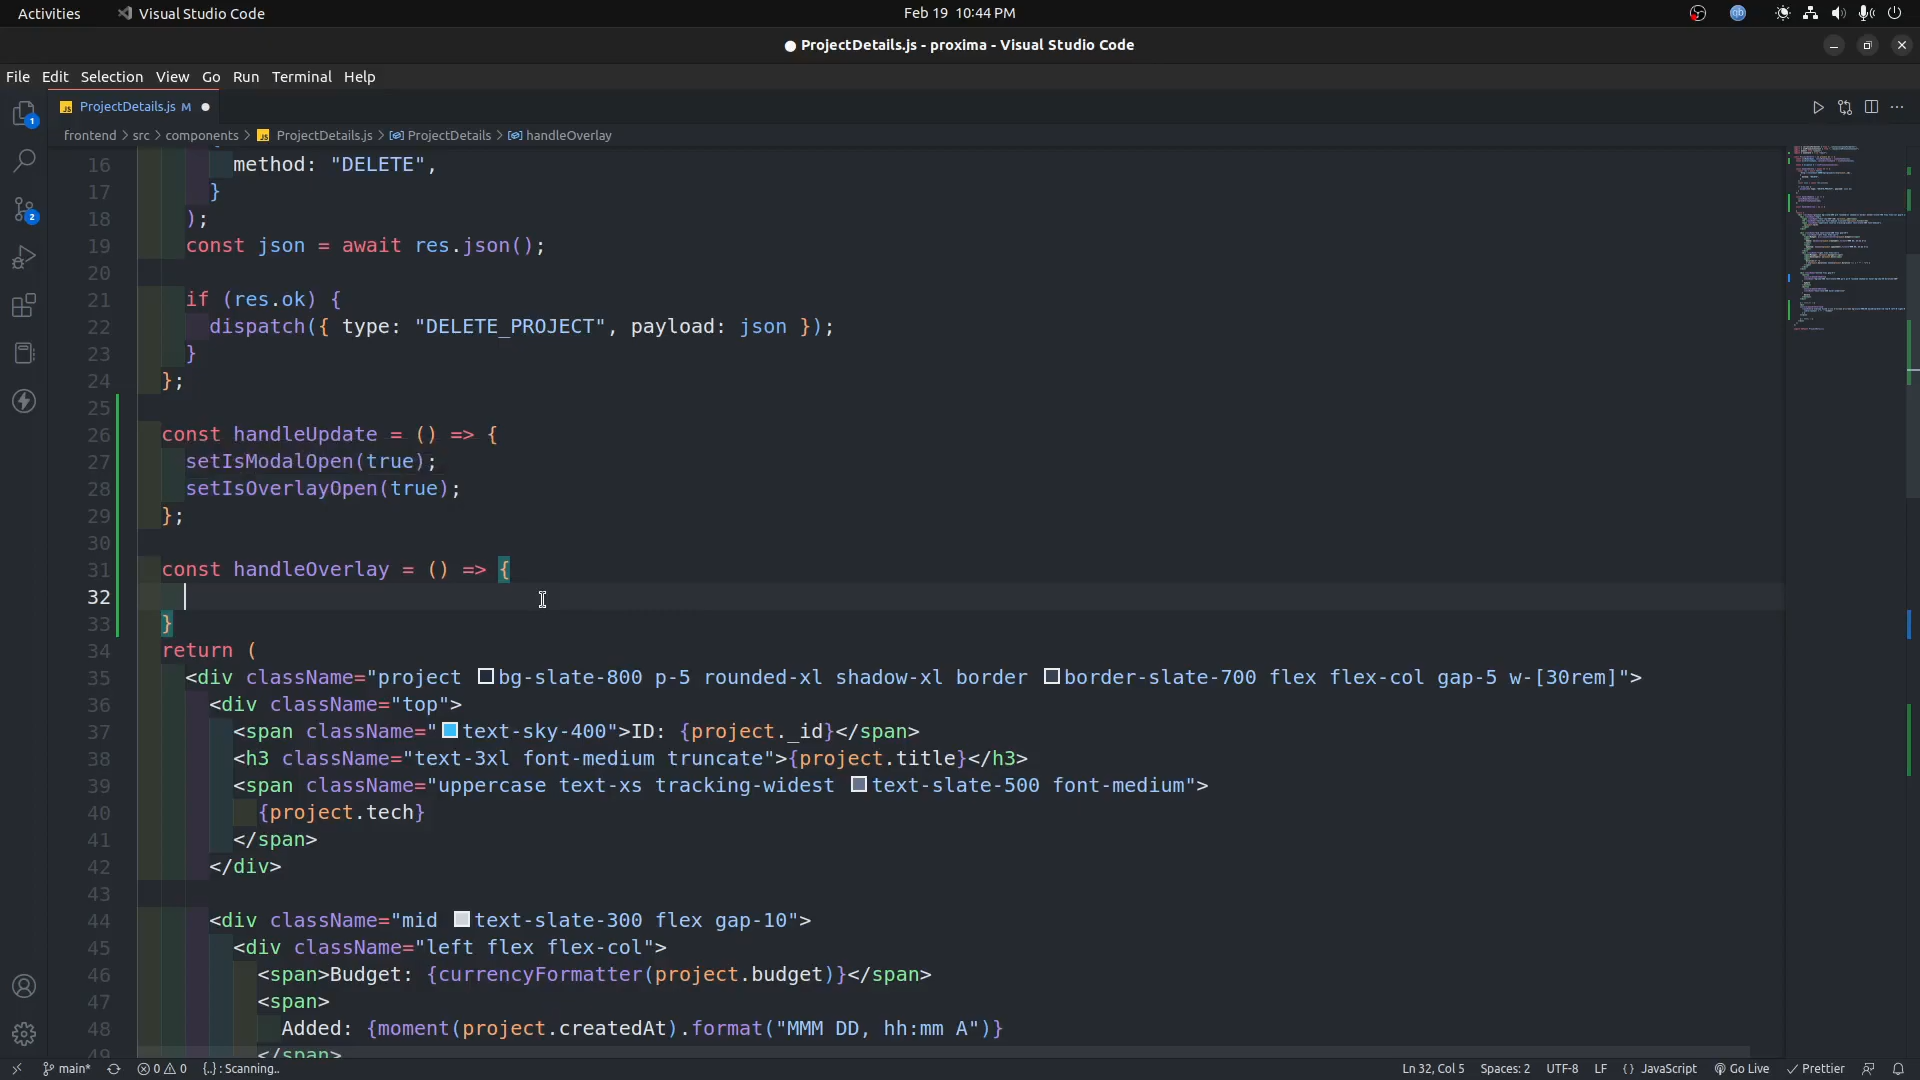 Activities Visual Studio Code Feb 19 10:44 PM
● ProjectDetails.js - proxima - Visual Studio Code
File Edit Selection View Go Run Terminal Help
JS ProjectDetails.js M
frontend > src > components > JS ProjectDetails.js > ProjectDetails > handleOverlay
16 method: "DELETE",
17 }
18 );
19 const json = await res.json();
20
21 if (res.ok) {
22 dispatch({ type: "DELETE_PROJECT", payload: json });
23 }
24 };
25
26 const handleUpdate = () => {
27 setIsModalOpen(true);
28 setIsOverlayOpen(true);
29 };
30
31 const handleOverlay = () => {
32
33 }
34 return (
35 <div className="project bg-slate-800 p-5 rounded-xl shadow-xl border border-slate-700 flex flex-col gap-5 w-[30rem]">
36 <div className="top">
37 <span className="text-sky-400">ID: {project._id}</span>
38 <h3 className="text-3xl font-medium truncate">{project.title}</h3>
39 <span className="uppercase text-xs tracking-widest text-slate-500 font-medium">
40 {project.tech}
41 </span>
42 </div>
43
44 <div className="mid text-slate-300 flex gap-10">
45 <div className="left flex flex-col">
46 <span>Budget: {currencyFormatter(project.budget)}</span>
47 <span>
48 Added: {moment(project.createdAt).format("MMM DD, hh:mm A")}
49 </span>
main* 0 0 {..} : Scanning.. Ln 32, Col 5 Spaces: 2 UTF-8 LF {} JavaScript Go Live Prettier